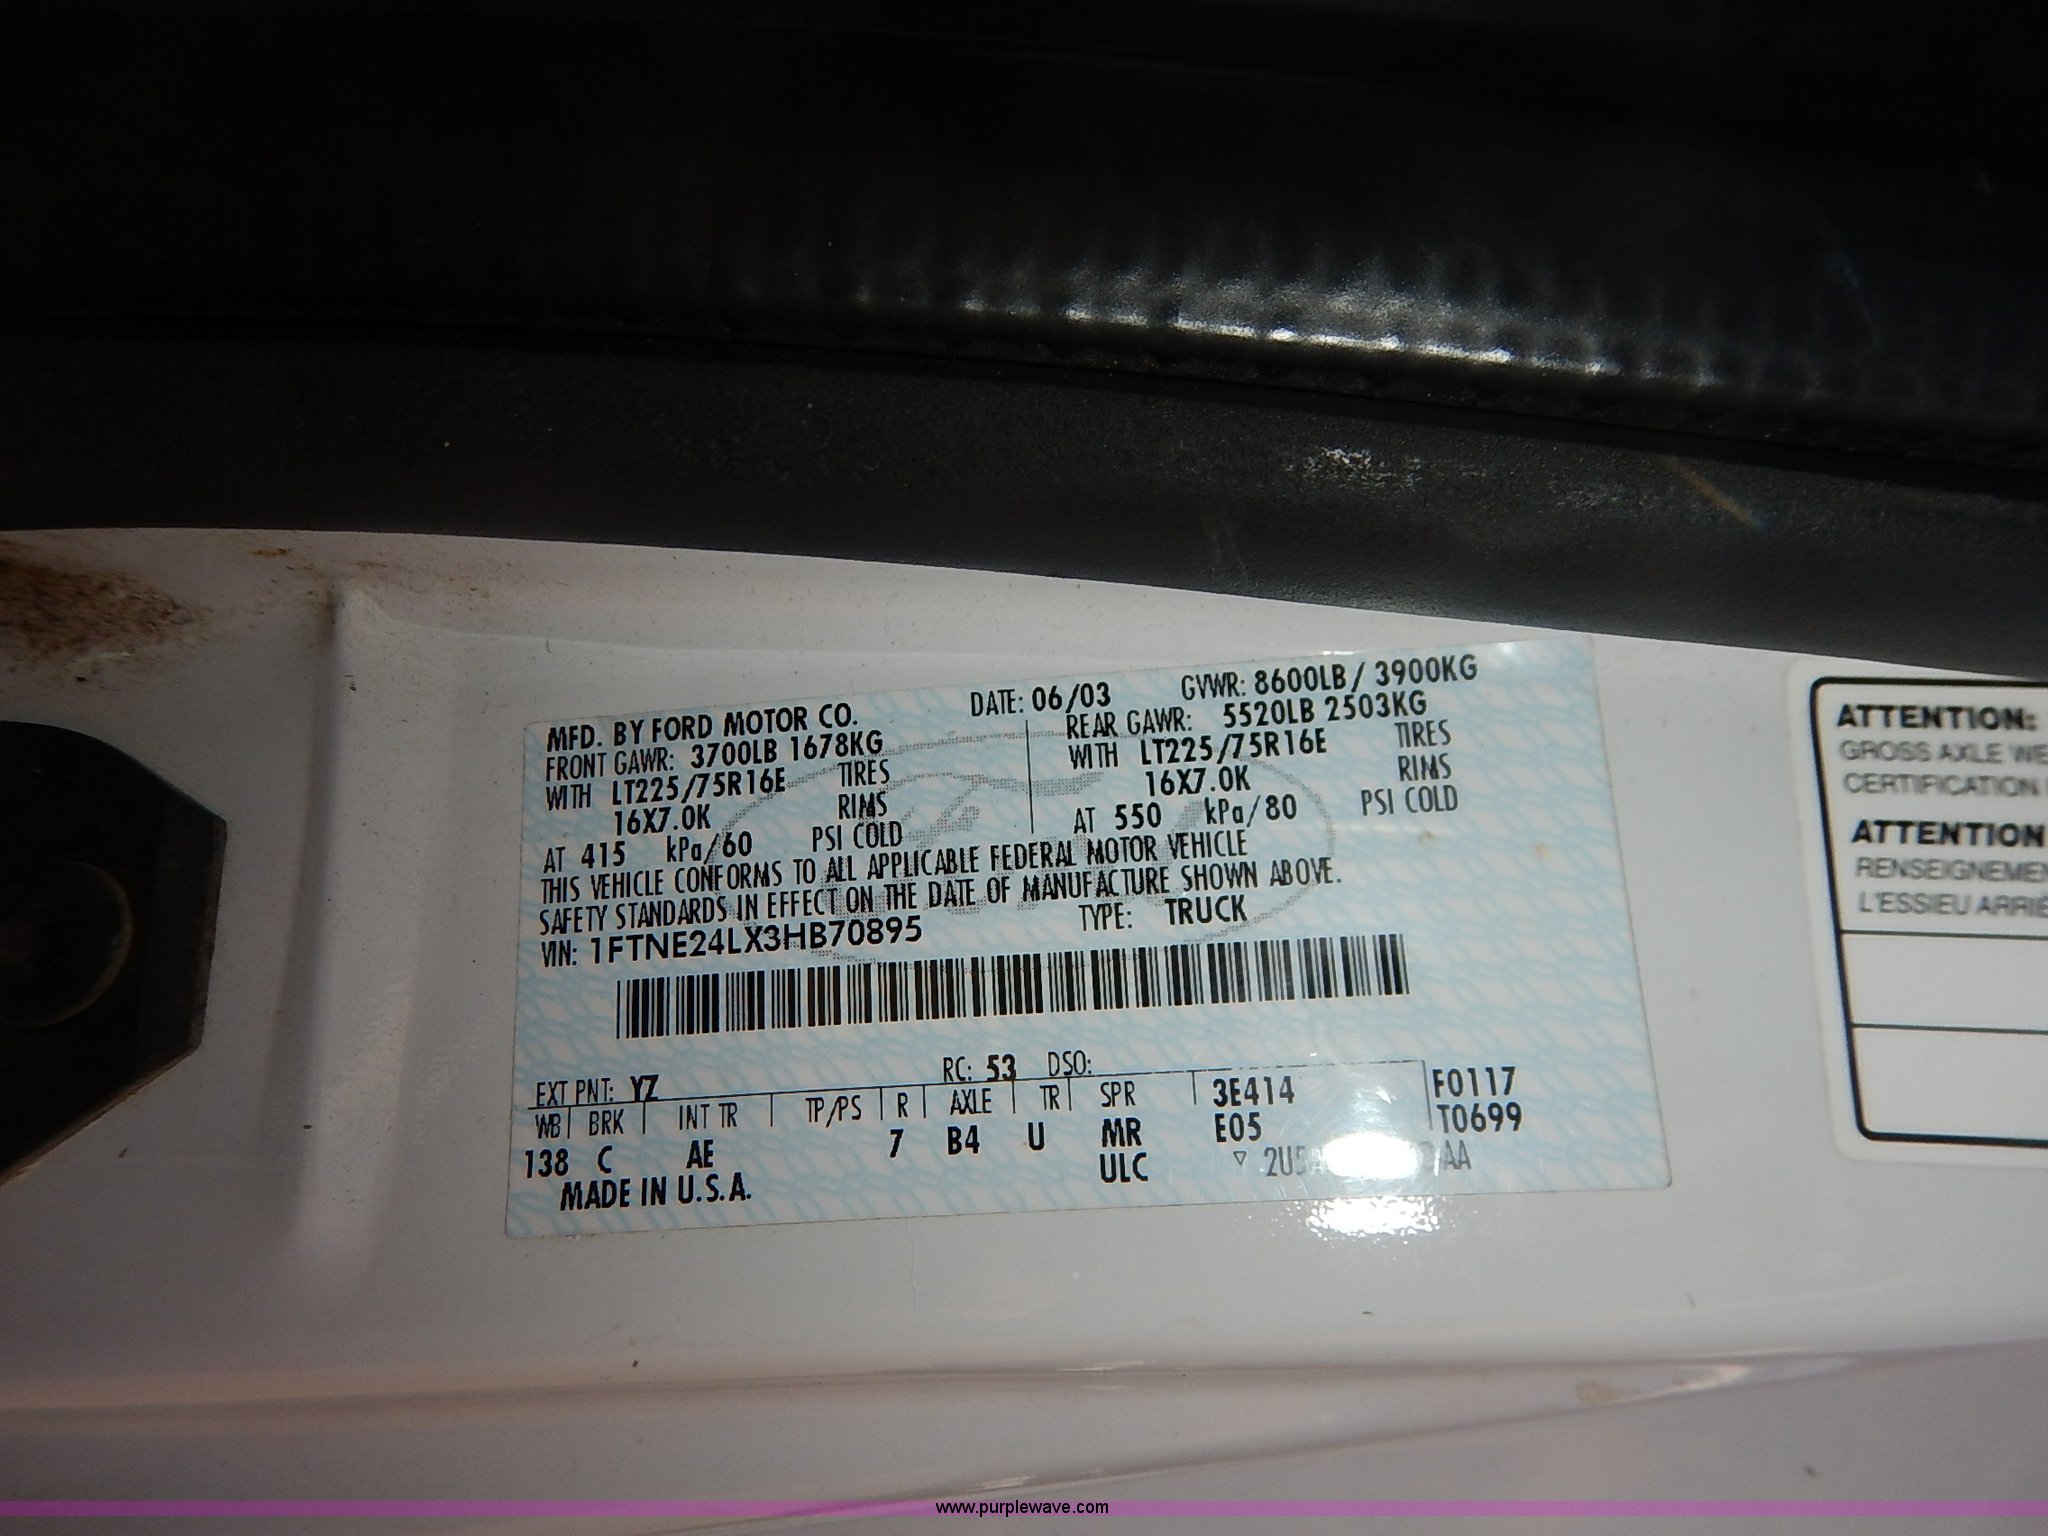 MFD. BY FORD MOTOR CO. DATE: 06/03 GVWR: 8600LB / 3900KG
FRONT GAWR: 3700LB 1678KG REAR GAWR: 5520LB 2503KG
WITH LT225/75R16E TIRES WITH LT225/75R16E TIRES
16X7.0K RIMS 16X7.0K RIMS
AT 415 kPa/60 PSI COLD AT 550 kPa/80 PSI COLD
THIS VEHICLE CONFORMS TO ALL APPLICABLE FEDERAL MOTOR VEHICLE
SAFETY STANDARDS IN EFFECT ON THE DATE OF MANUFACTURE SHOWN ABOVE.
VIN: 1FTNE24LX3HB70895 TYPE: TRUCK
EXT PNT: YZ RC: 53 DSO:
WB BRK INT TR TP/PS R AXLE TR SPR 3E414 F0117
138 C AE 7 B4 U MR E05 T0699
ULC
MADE IN U.S.A.
ATTENTION:
GROSS AXLE
CERTIFICATION
ATTENTION
L'ESSIEU
www.purplewave.com